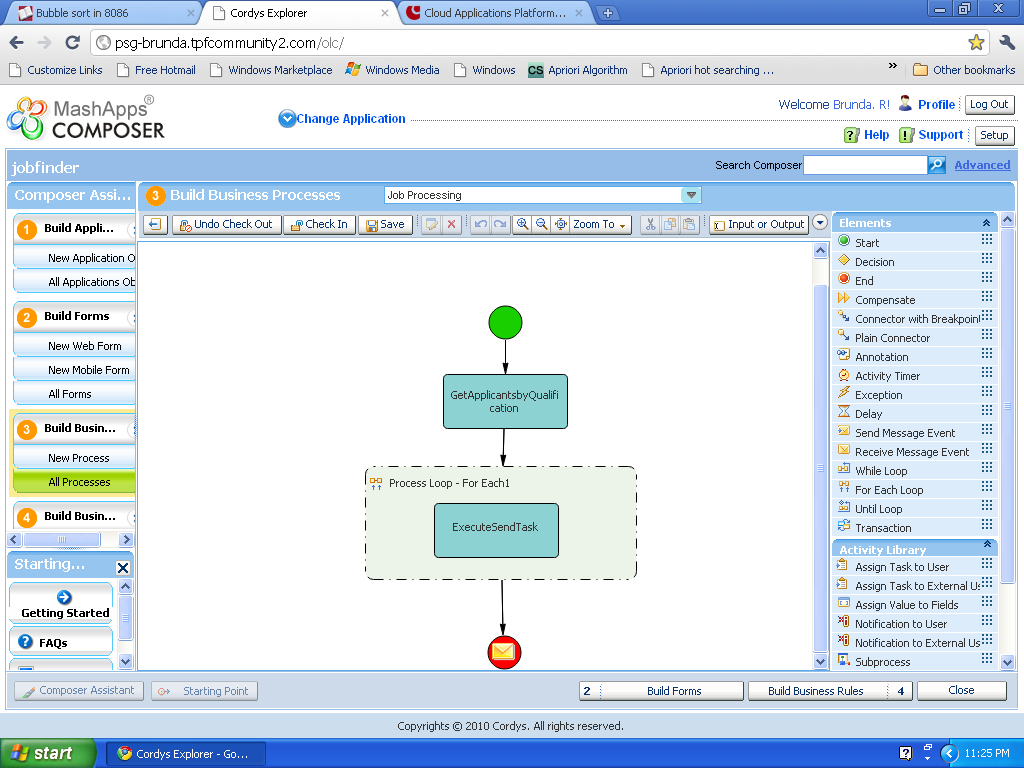 Bubble sort in 8086
Cordys Explorer
Cloud Applications Platform...
psg-brunda.tpfcommunity2.com/olc/
Customize Links Free Hotmail Windows Marketplace Windows Media Windows CS Apriori Algorithm Apriori hot searching ... » Other bookmarks
MashApps®
COMPOSER
Change Application
Welcome Brunda. R! Profile Log Out
Help Support Setup
jobfinder
Search Composer Advanced
Composer Assi...
3 Build Business Processes
Job Processing
Undo Check Out Check In Save Zoom To Input or Output
1 Build Appli...
New Application O
All Applications Ob
2 Build Forms
New Web Form
New Mobile Form
All Forms
3 Build Busin...
New Process
All Processes
4 Build Busin...
Starting...
Getting Started
FAQs
GetApplicantsbyQualifi
cation
Process Loop - For Each1
ExecuteSendTask
Elements
Start
Decision
End
Compensate
Connector with Breakpoint
Plain Connector
Annotation
Activity Timer
Exception
Delay
Send Message Event
Receive Message Event
While Loop
For Each Loop
Until Loop
Transaction
Activity Library
Assign Task to User
Assign Task to External Us
Assign Value to Fields
Notification to User
Notification to External Us
Subprocess
Composer Assistant Starting Point 2 Build Forms Build Business Rules 4 Close
Copyrights © 2010 Cordys. All rights reserved.
start Cordys Explorer - Go... 11:25 PM